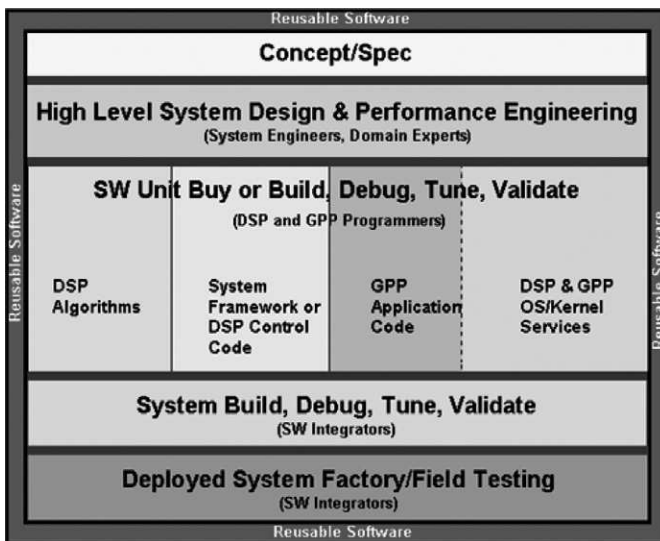 Reusable Software
Concept/Spec
High Level System Design & Performance Engineering
(System Engineers, Domain Experts)
SW Unit Buy or Build, Debug, Tune, Validate
(DSP and GPP Programmers)
DSP
Algorithms
System
Framework or
DSP Control
Code
GPP
Application
Code
DSP & GPP
OS/Kernel
Services
System Build, Debug, Tune, Validate
(SW Integrators)
Deployed System Factory/Field Testing
(SW Integrators)
Reusable Software
Reusable Software
Reusable Software